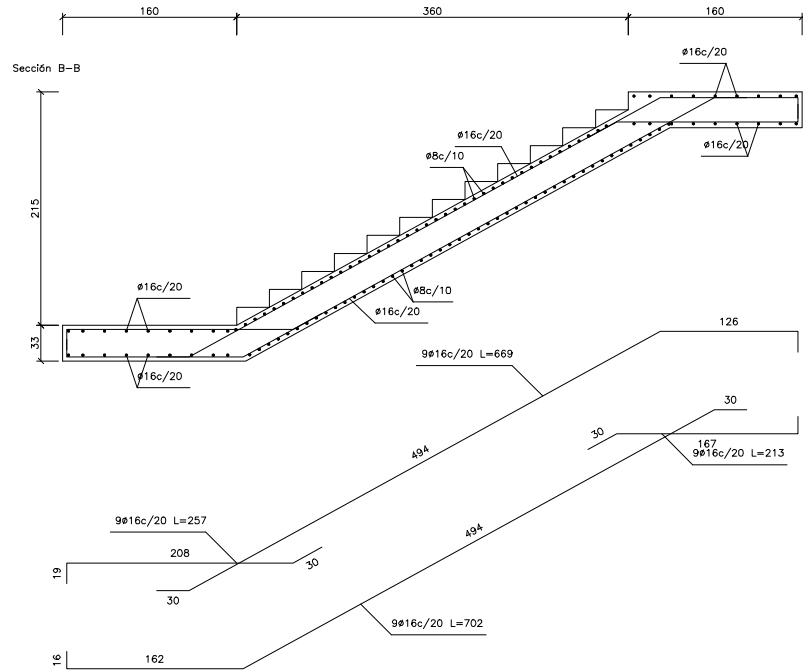 160
360
160
Sección B-B
ø16c/20
ø16c/20
ø8c/10
ø16c/20
215
ø16c/20
ø8c/10
ø16c/20
33
ø16c/20
126
9ø16c/20 L=669
30
494
30
167
9ø16c/20 L=213
9ø16c/20 L=257
494
208
30
19
30
9ø16c/20 L=702
16
162